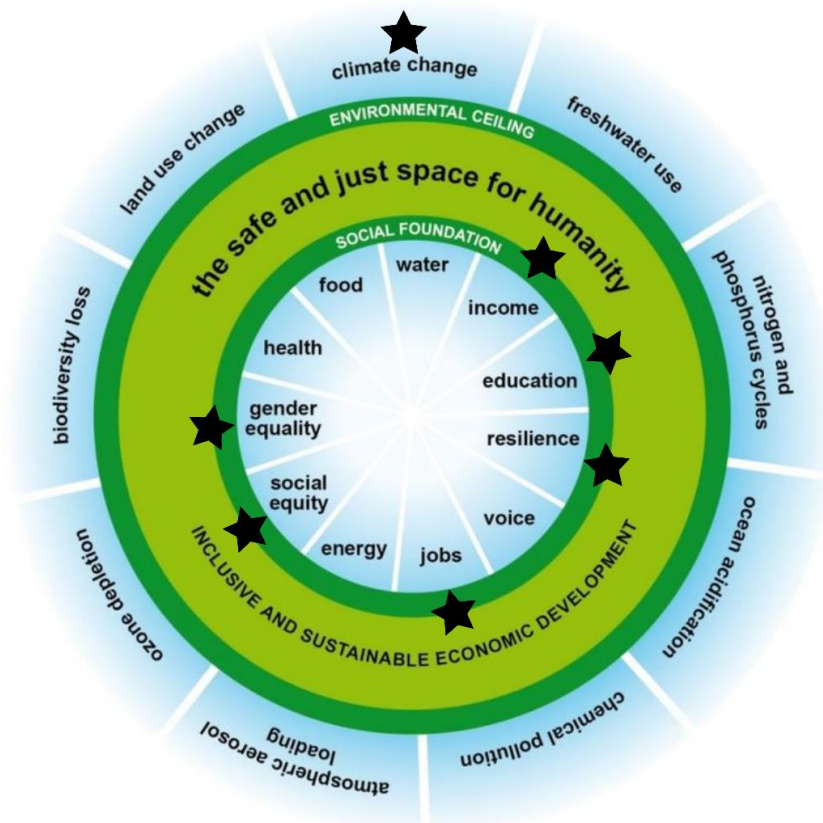 climate change
freshwater use
nitrogen and
phosphorus cycles
ocean acidification
chemical pollution
atmospheric aerosol
loading
ozone depletion
biodiversity loss
land use change
ENVIRONMENTAL CEILING
the safe and just space for humanity
SOCIAL FOUNDATION
water
income
education
resilience
voice
jobs
energy
social
equity
gender
equality
health
food
INCLUSIVE AND SUSTAINABLE ECONOMIC DEVELOPMENT